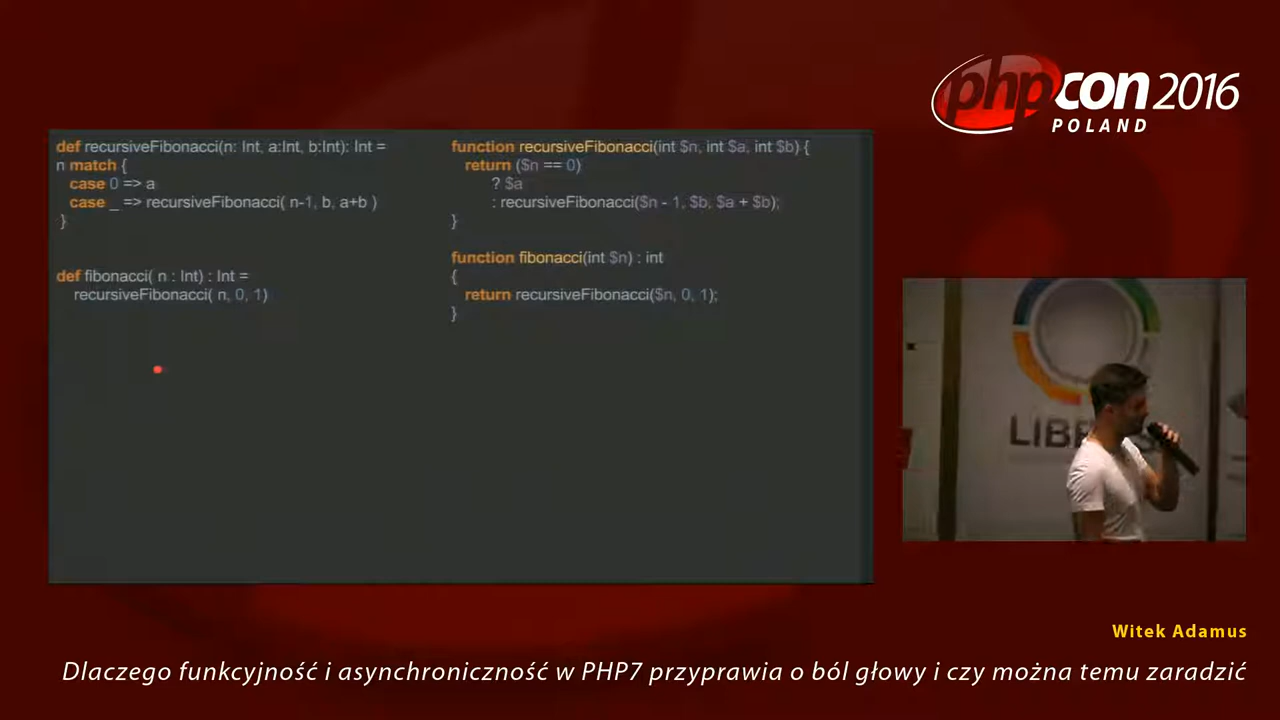 phpcon 2016
POLAND
def recursiveFibonacci(n: Int, a:Int, b:Int): Int =
n match {
case 0 => a
case _ => recursiveFibonacci( n-1, b, a+b )
}
def fibonacci( n : Int) : Int =
recursiveFibonacci( n, 0, 1)
function recursiveFibonacci(int $n, int $a, int $b) {
return ($n == 0)
? $a
: recursiveFibonacci($n - 1, $b, $a + $b);
}
function fibonacci(int $n) : int
{
return recursiveFibonacci($n, 0, 1);
}
Witek Adamus
Dlaczego funkcyjność i asynchroniczność w PHP7 przyprawia o ból głowy i czy można temu zaradzić